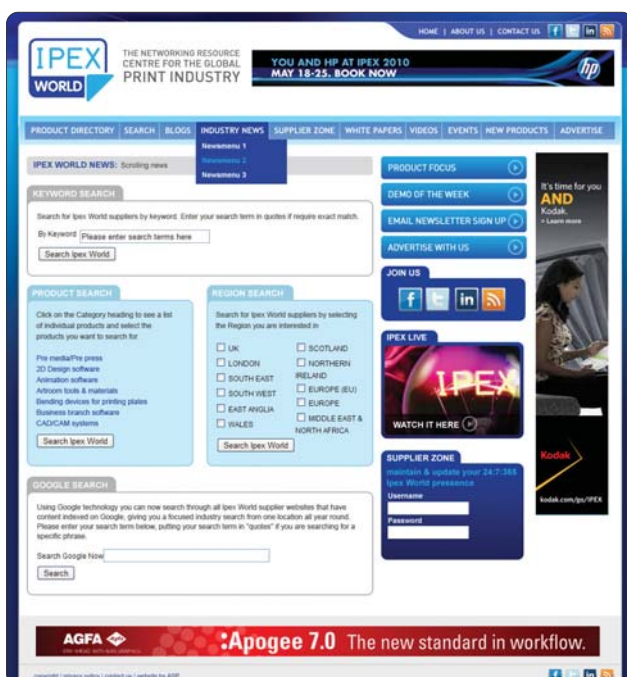 HOME | ABOUT US | CONTACT US
IPEX
WORLD
THE NETWORKING RESOURCE
CENTRE FOR THE GLOBAL
PRINT INDUSTRY
YOU AND HP AT IPEX 2010
MAY 18-25. BOOK NOW
hp
PRODUCT DIRECTORY SEARCH BLOGS INDUSTRY NEWS SUPPLIER ZONE WHITE PAPERS VIDEOS EVENTS NEW PRODUCTS ADVERTISE
Newsmenu 1
Newsmenu 2
Newsmenu 3
IPEX WORLD NEWS: Scrolling news
KEYWORD SEARCH
Search for Ipex World suppliers by keyword. Enter your search term in quotes if require exact match.
By Keyword Please enter search terms here
Search Ipex World
PRODUCT SEARCH
Click on the Category heading to see a list
of individual products and select the
products you want to search for
Pre media/Pre press
2D Design software
Animation software
Artroom tools & materials
Bending devices for printing plates
Business branch software
CAD/CAM systems
Search Ipex World
REGION SEARCH
Search for Ipex World suppliers by selecting
the Region you are interested in
UK
LONDON
SOUTH EAST
SOUTH WEST
EAST ANGLIA
WALES
SCOTLAND
NORTHERN
IRELAND
EUROPE (EU)
EUROPE
MIDDLE EAST &
NORTH AFRICA
Search Ipex World
GOOGLE SEARCH
Using Google technology you can now search through all Ipex World supplier websites that have
content indexed on Google, giving you a focused industry search from one location all year round.
Please enter your search term below, putting your search term in "quotes" if you are searching for a
specific phrase.
Search Google Now
Search
PRODUCT FOCUS
DEMO OF THE WEEK
EMAIL NEWSLETTER SIGN UP
ADVERTISE WITH US
JOIN US
IPEX LIVE
IPEX
WATCH IT HERE
SUPPLIER ZONE
maintain & update your 24:7:365
Ipex World pressence
Username
Password
It's time for you
AND
Kodak.
> Learn more
Kodak
kodak.com/go/IPEX
AGFA
:Apogee 7.0 The new standard in workflow.
copyright | privacy policy | contact us | website by